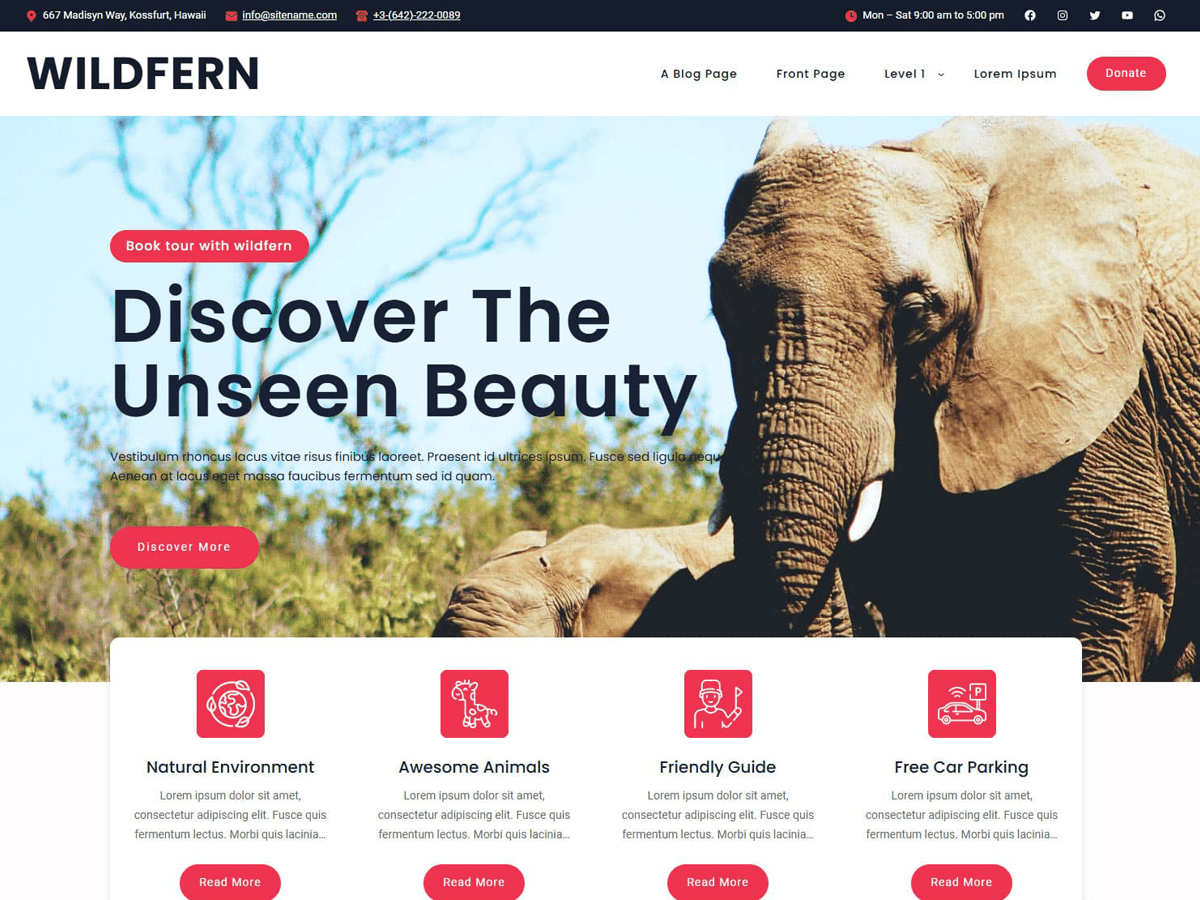 667 Madisyn Way, Kossfurt, Hawaii info@sitename.com +3-(642)-222-0089 Mon – Sat 9:00 am to 5:00 pm
WILDFERN
A Blog Page Front Page Level 1 Lorem Ipsum Donate
Book tour with wildfern
Discover The
Unseen Beauty
Vestibulum rhoncus lacus vitae risus finibus laoreet. Praesent id ultrices ipsum. Fusce sed ligula neque
Aenean at lacus eget massa faucibus fermentum sed id quam.
Discover More
P
Natural Environment
Lorem ipsum dolor sit amet,
consectetur adipiscing elit. Fusce quis
fermentum lectus. Morbi quis lacinia...
Read More
Awesome Animals
Lorem ipsum dolor sit amet,
consectetur adipiscing elit. Fusce quis
fermentum lectus. Morbi quis lacinia...
Read More
Friendly Guide
Lorem ipsum dolor sit amet,
consectetur adipiscing elit. Fusce quis
fermentum lectus. Morbi quis lacinia...
Read More
Free Car Parking
Lorem ipsum dolor sit amet,
consectetur adipiscing elit. Fusce quis
fermentum lectus. Morbi quis lacinia...
Read More